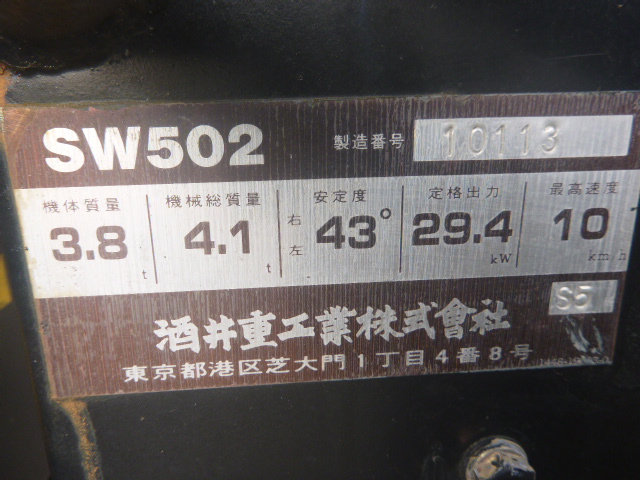 SW502 製造番号 10113
機体質量 機械総質量 安定度 定格出力 最高速度
3.8 t 4.1 t 右 左 43° 29.4 kW 10 km/h
S5
酒井重工業株式會社
東京都港区芝大門1丁目4番8号